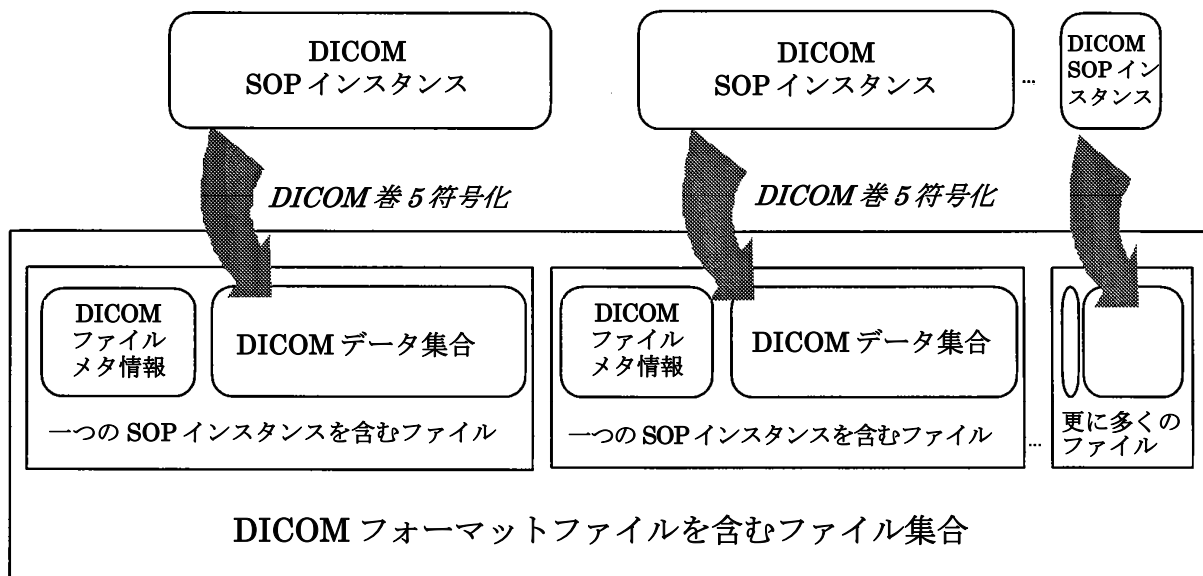 DICOM
SOP インスタンス
DICOM
SOP インスタンス
...
DICOM
SOP イン
スタンス
DICOM 巻 5 符号化
DICOM 巻 5 符号化
DICOM
ファイル
メタ情報
DICOM データ集合
一つの SOP インスタンスを含むファイル
DICOM
ファイル
メタ情報
DICOM データ集合
一つの SOP インスタンスを含むファイル
...
更に多くの
ファイル
DICOM フォーマットファイルを含むファイル集合